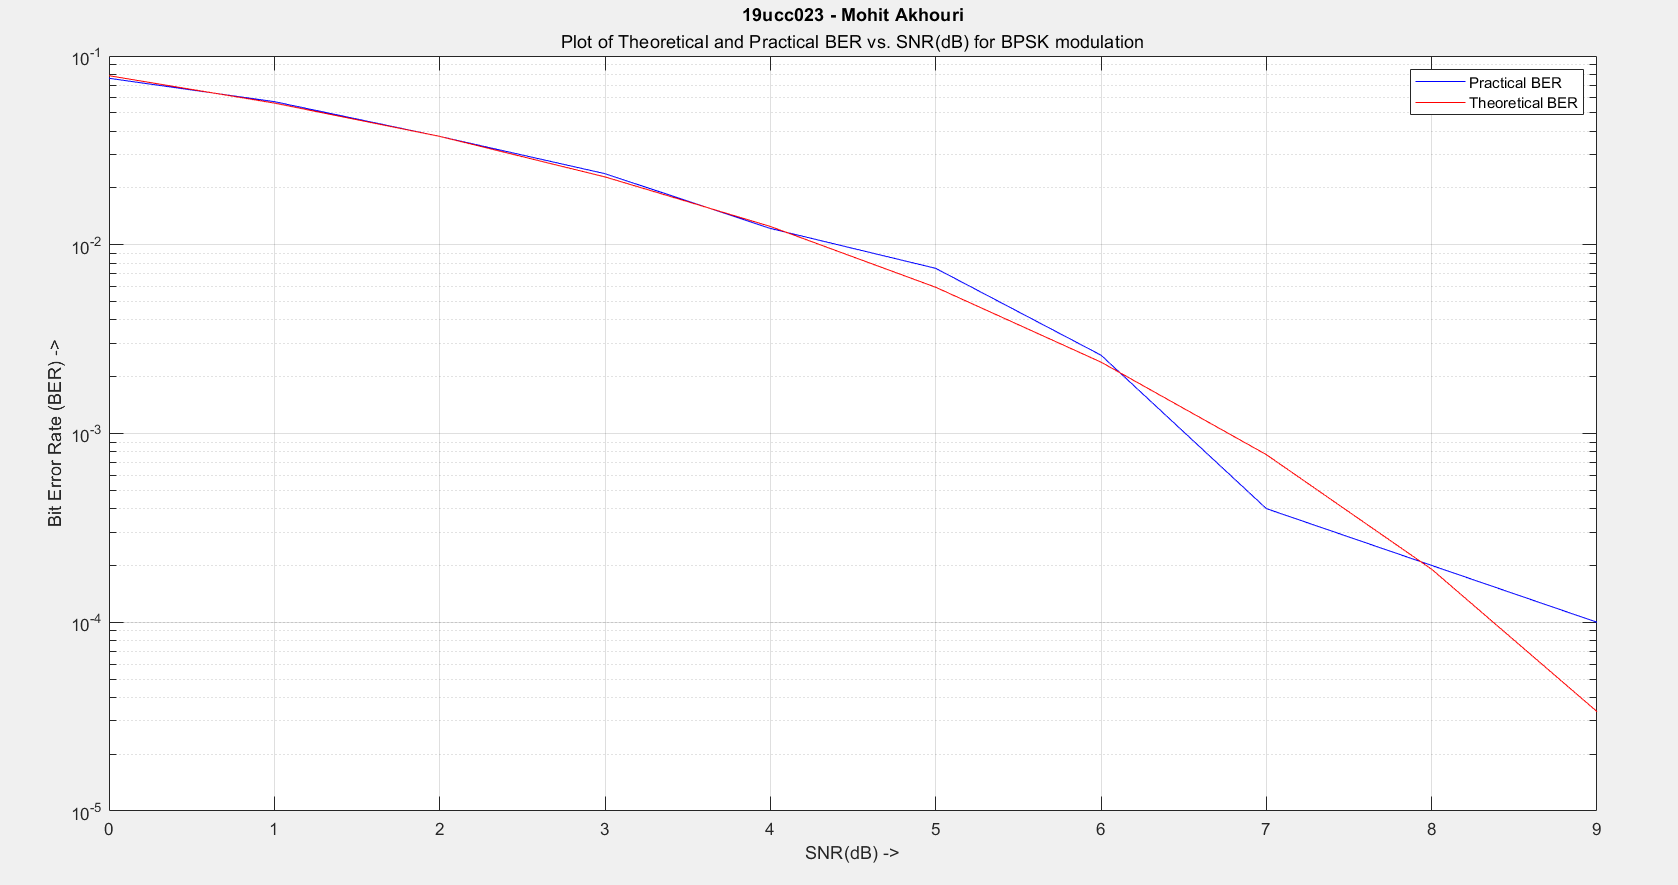 19ucc023 - Mohit Akhouri
Plot of Theoretical and Practical BER vs. SNR(dB) for BPSK modulation
Practical BER
Theoretical BER
Bit Error Rate (BER) ->
10^-1
10^-2
10^-3
10^-4
10^-5
0 1 2 3 4 5 6 7 8 9
SNR(dB) ->